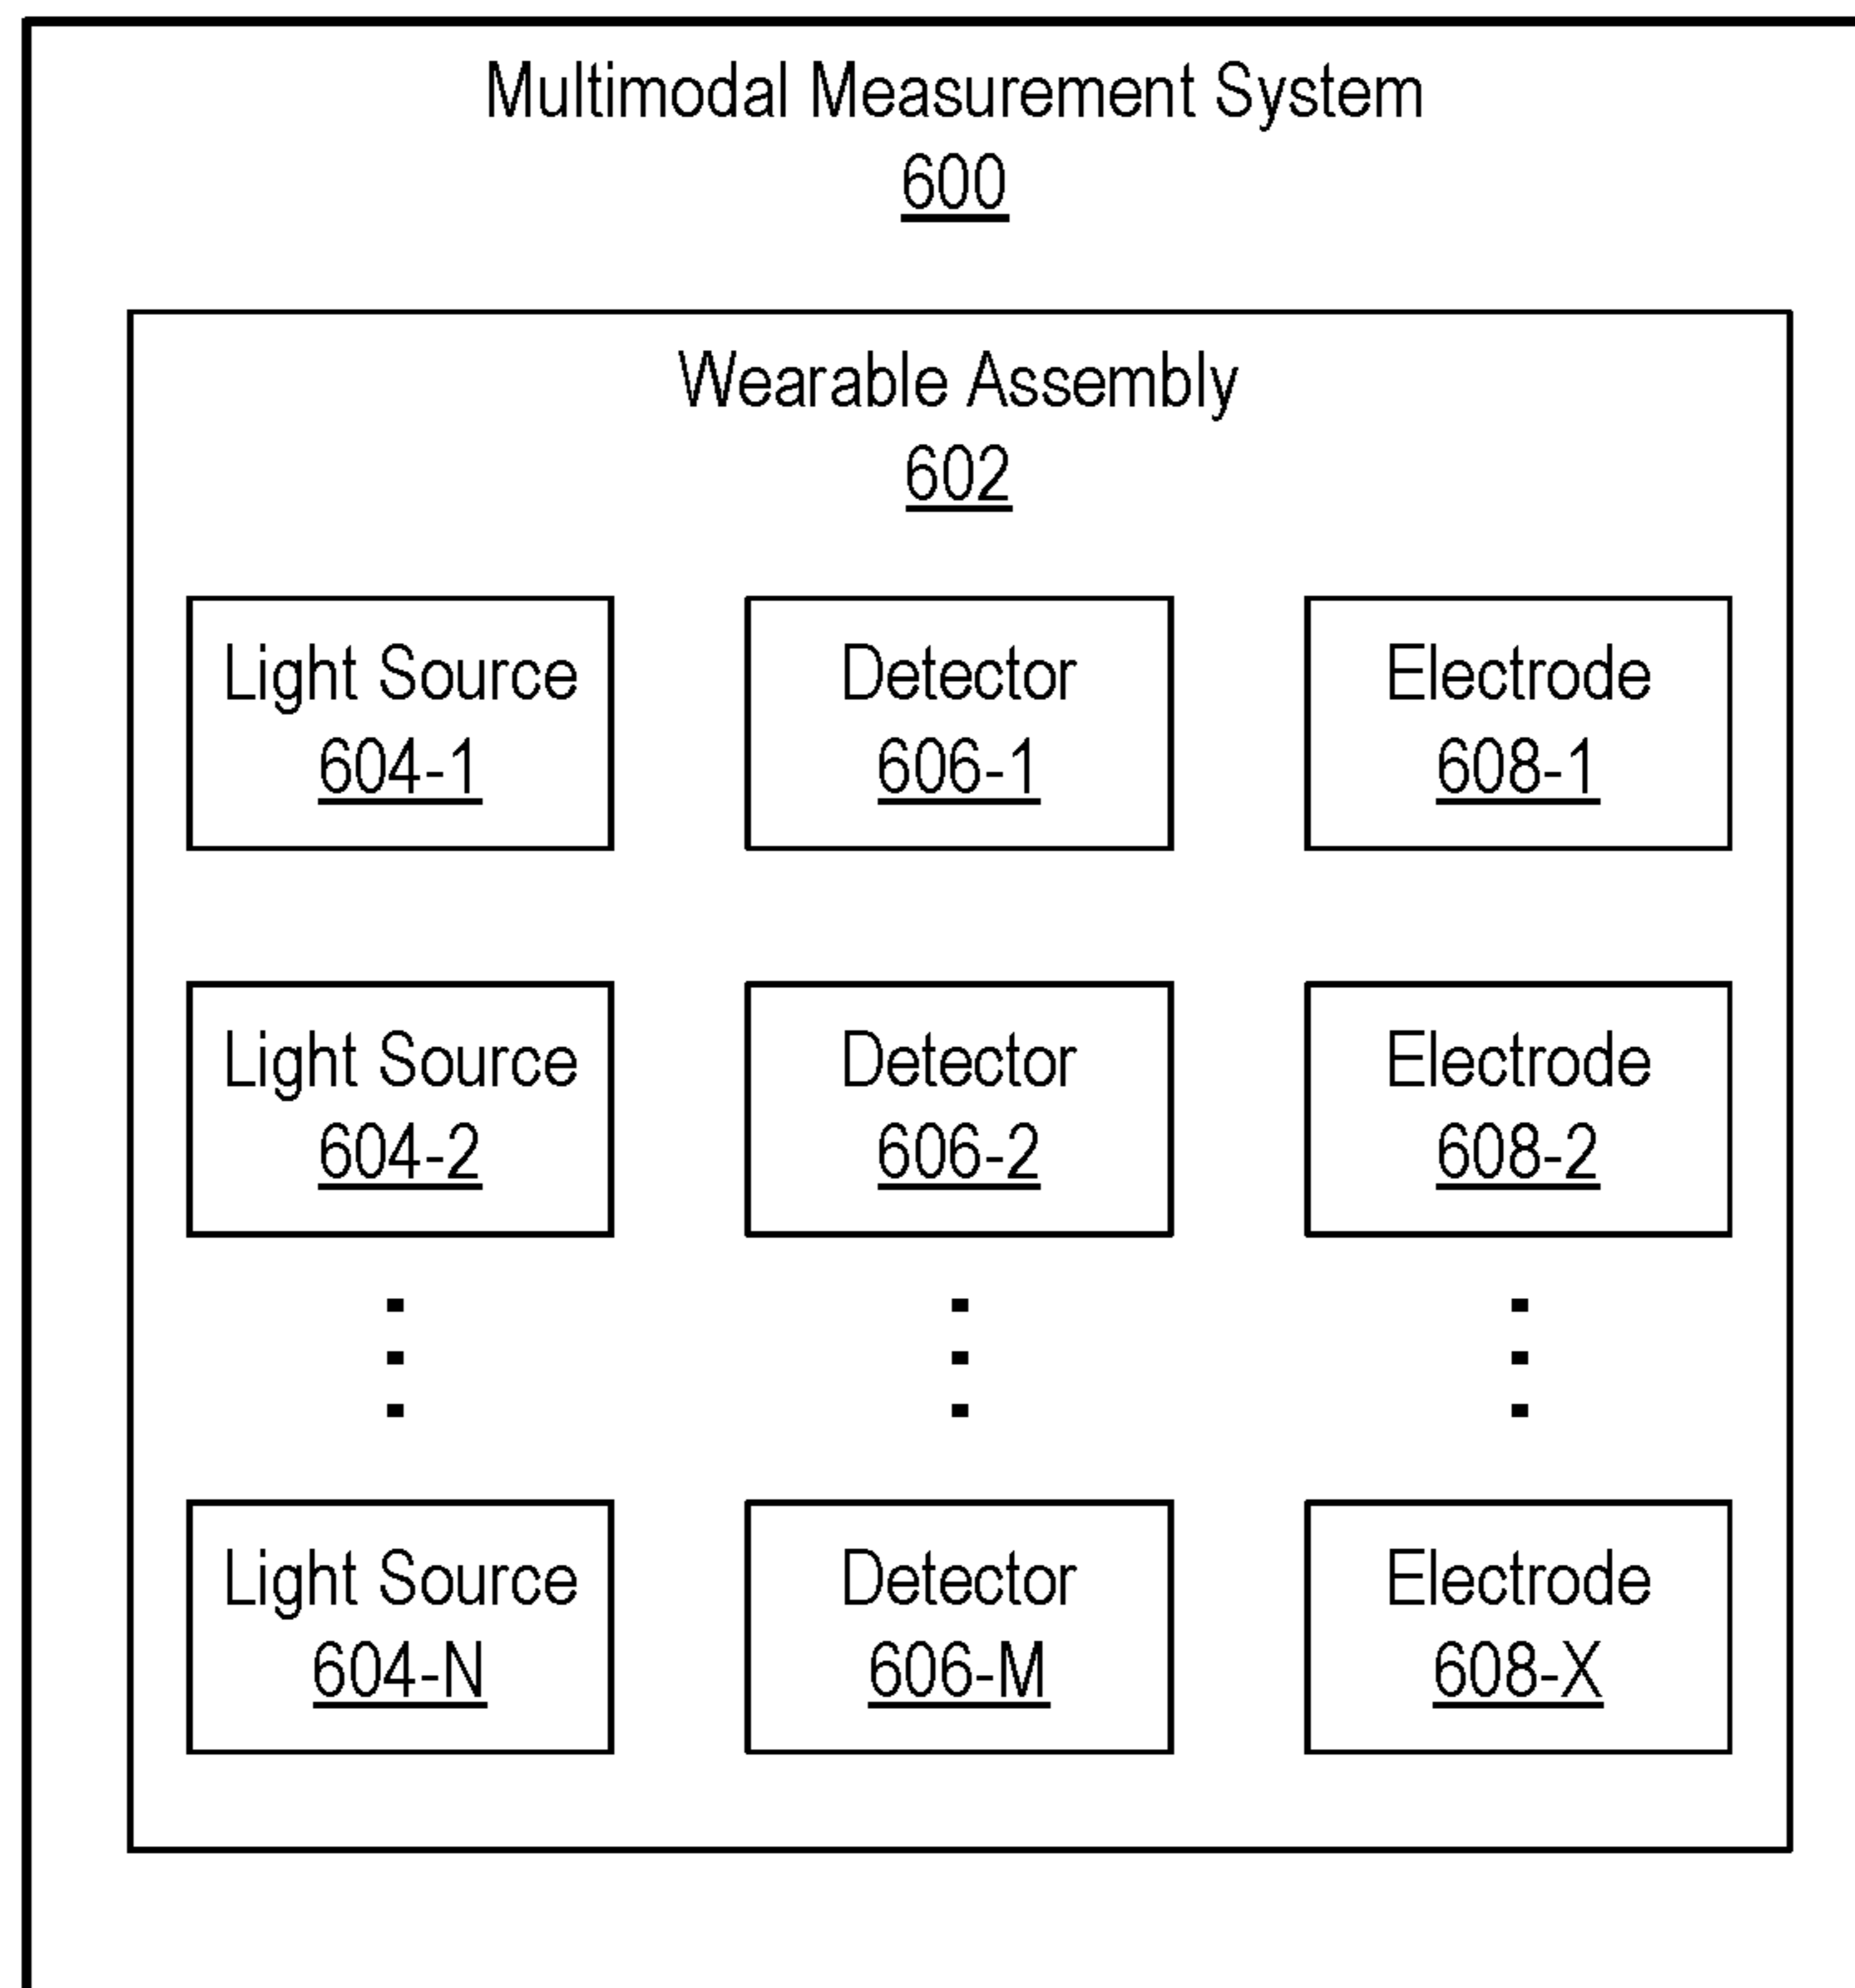 Multimodal Measurement System
600
Wearable Assembly
602
Light Source
604-1
Detector
606-1
Electrode
608-1
Light Source
604-2
Detector
606-2
Electrode
608-2
Light Source
604-N
Detector
606-M
Electrode
608-X